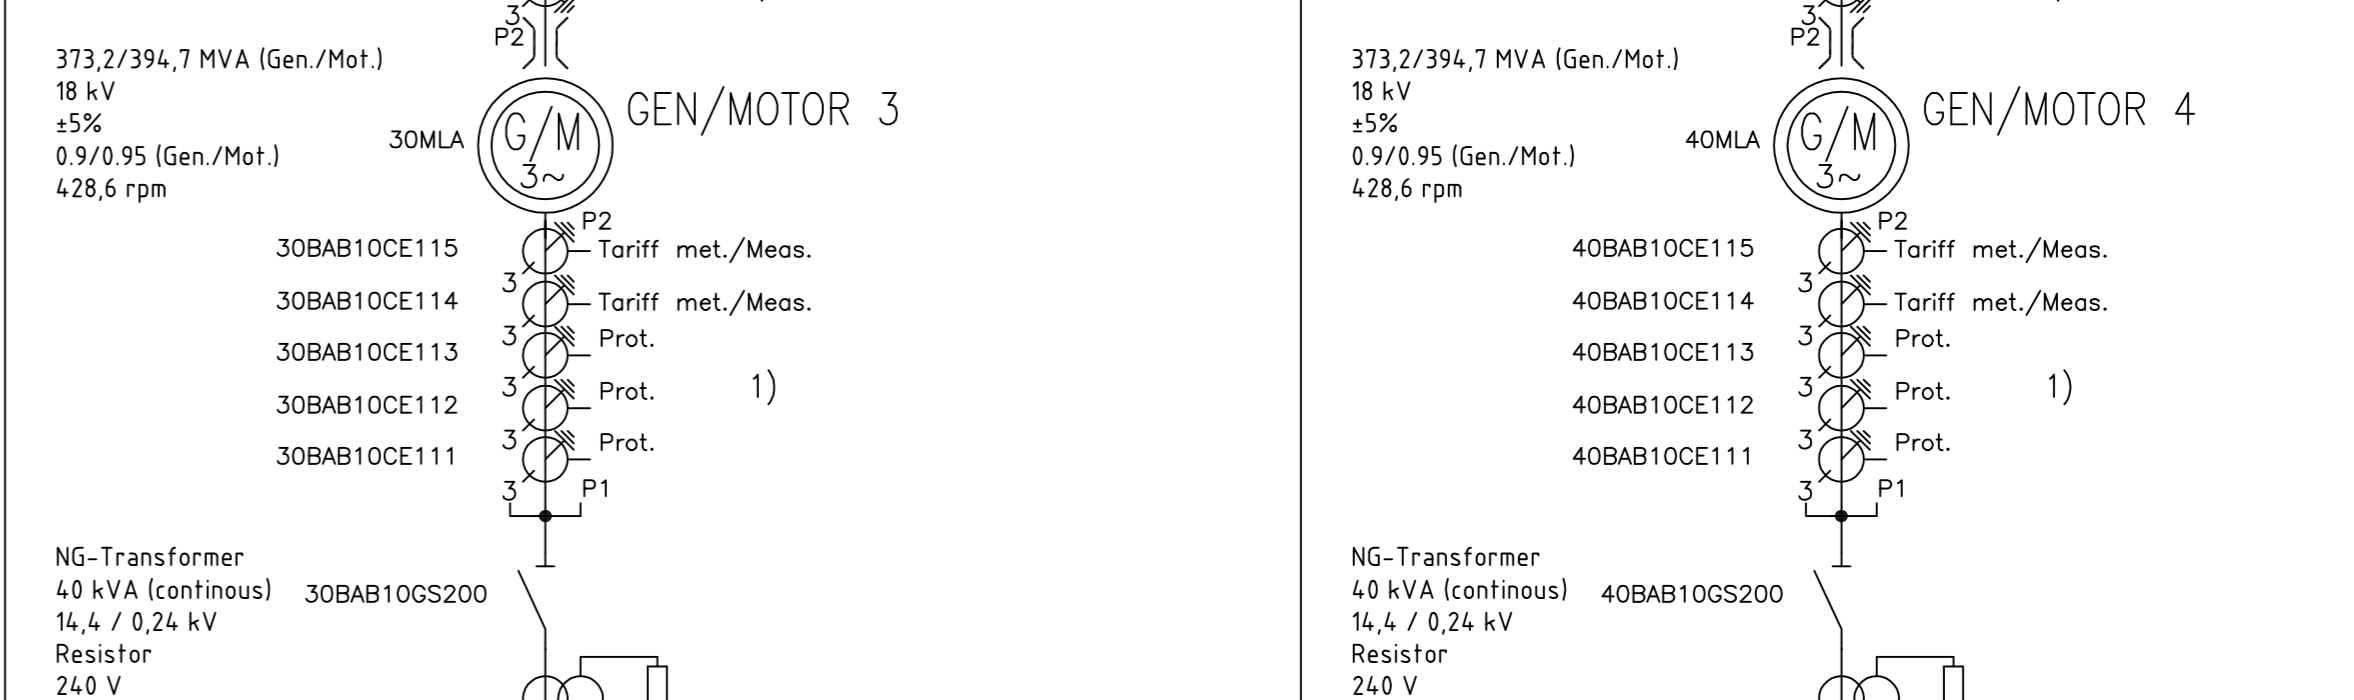 3
P2
373,2/394,7 MVA (Gen./Mot.)
18 kV
±5%
0.9/0.95 (Gen./Mot.)
428,6 rpm
30MLA
G/M
3~
GEN/MOTOR 3
P2
30BAB10CE115
Tariff met./Meas.
3
30BAB10CE114
Tariff met./Meas.
3
30BAB10CE113
Prot.
3
30BAB10CE112
Prot.
1)
3
30BAB10CE111
Prot.
3
P1
NG-Transformer
40 kVA (continous)
14,4 / 0,24 kV
Resistor
240 V
30BAB10GS200
3
P2
373,2/394,7 MVA (Gen./Mot.)
18 kV
±5%
0.9/0.95 (Gen./Mot.)
428,6 rpm
40MLA
G/M
3~
GEN/MOTOR 4
P2
40BAB10CE115
Tariff met./Meas.
3
40BAB10CE114
Tariff met./Meas.
3
40BAB10CE113
Prot.
3
40BAB10CE112
Prot.
1)
3
40BAB10CE111
Prot.
3
P1
NG-Transformer
40 kVA (continous)
14,4 / 0,24 kV
Resistor
240 V
40BAB10GS200